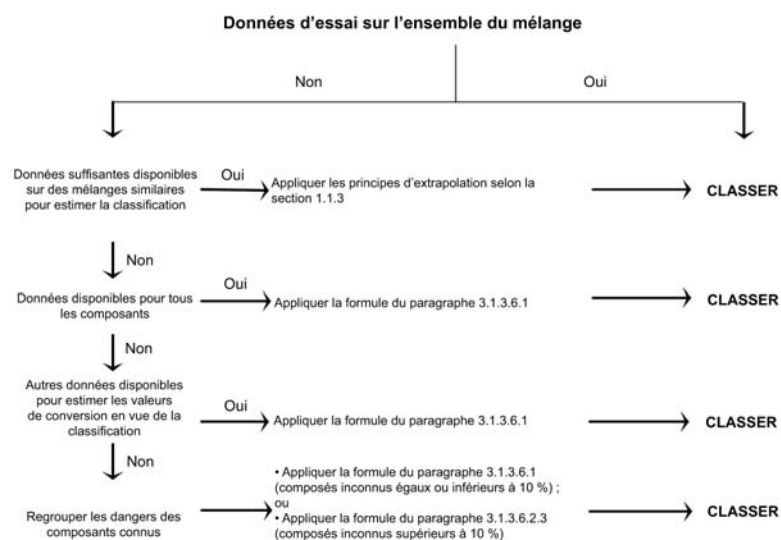 Données d'essai sur l'ensemble du mélange
Non
Oui
Données suffisantes disponibles
sur des mélanges similaires
pour estimer la classification
Oui
Appliquer les principes d'extrapolation selon la
section 1.1.3
CLASSER
Non
Données disponibles pour tous
les composants
Oui
Appliquer la formule du paragraphe 3.1.3.6.1
CLASSER
Non
Autres données disponibles
pour estimer les valeurs
de conversion en vue de la
classification
Oui
Appliquer la formule du paragraphe 3.1.3.6.1
CLASSER
Non
Regrouper les dangers des
composants connus
• Appliquer la formule du paragraphe 3.1.3.6.1
(composés inconnus égaux ou inférieurs à 10 %) ;
ou
• Appliquer la formule du paragraphe 3.1.3.6.2.3
(composés inconnus supérieurs à 10 %)
CLASSER